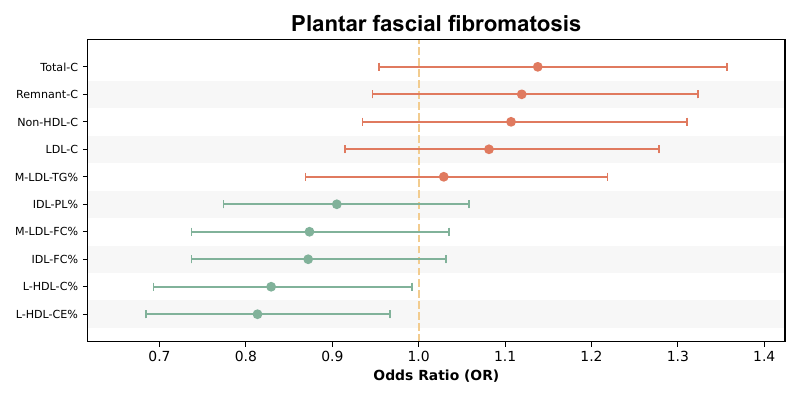 Plantar fascial fibromatosis
Total-C
Remnant-C
Non-HDL-C
LDL-C
M-LDL-TG%
IDL-PL%
M-LDL-FC%
IDL-FC%
L-HDL-C%
L-HDL-CE%
0.7 0.8 0.9 1.0 1.1 1.2 1.3 1.4
Odds Ratio (OR)